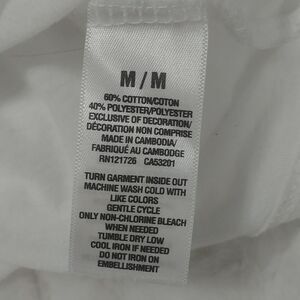 M / M
60% COTTON/COTON
40% POLYESTER/POLYESTER
EXCLUSIVE OF DECORATION/
DÉCORATION NON COMPRISE
MADE IN CAMBODIA/
FABRIQUÉ AU CAMBODGE
RN121726 CA53201
TURN GARMENT INSIDE OUT
MACHINE WASH COLD WITH
LIKE COLORS
GENTLE CYCLE
ONLY NON-CHLORINE BLEACH
WHEN NEEDED
TUMBLE DRY LOW
COOL IRON IF NEEDED
DO NOT IRON ON
EMBELLISHMENT